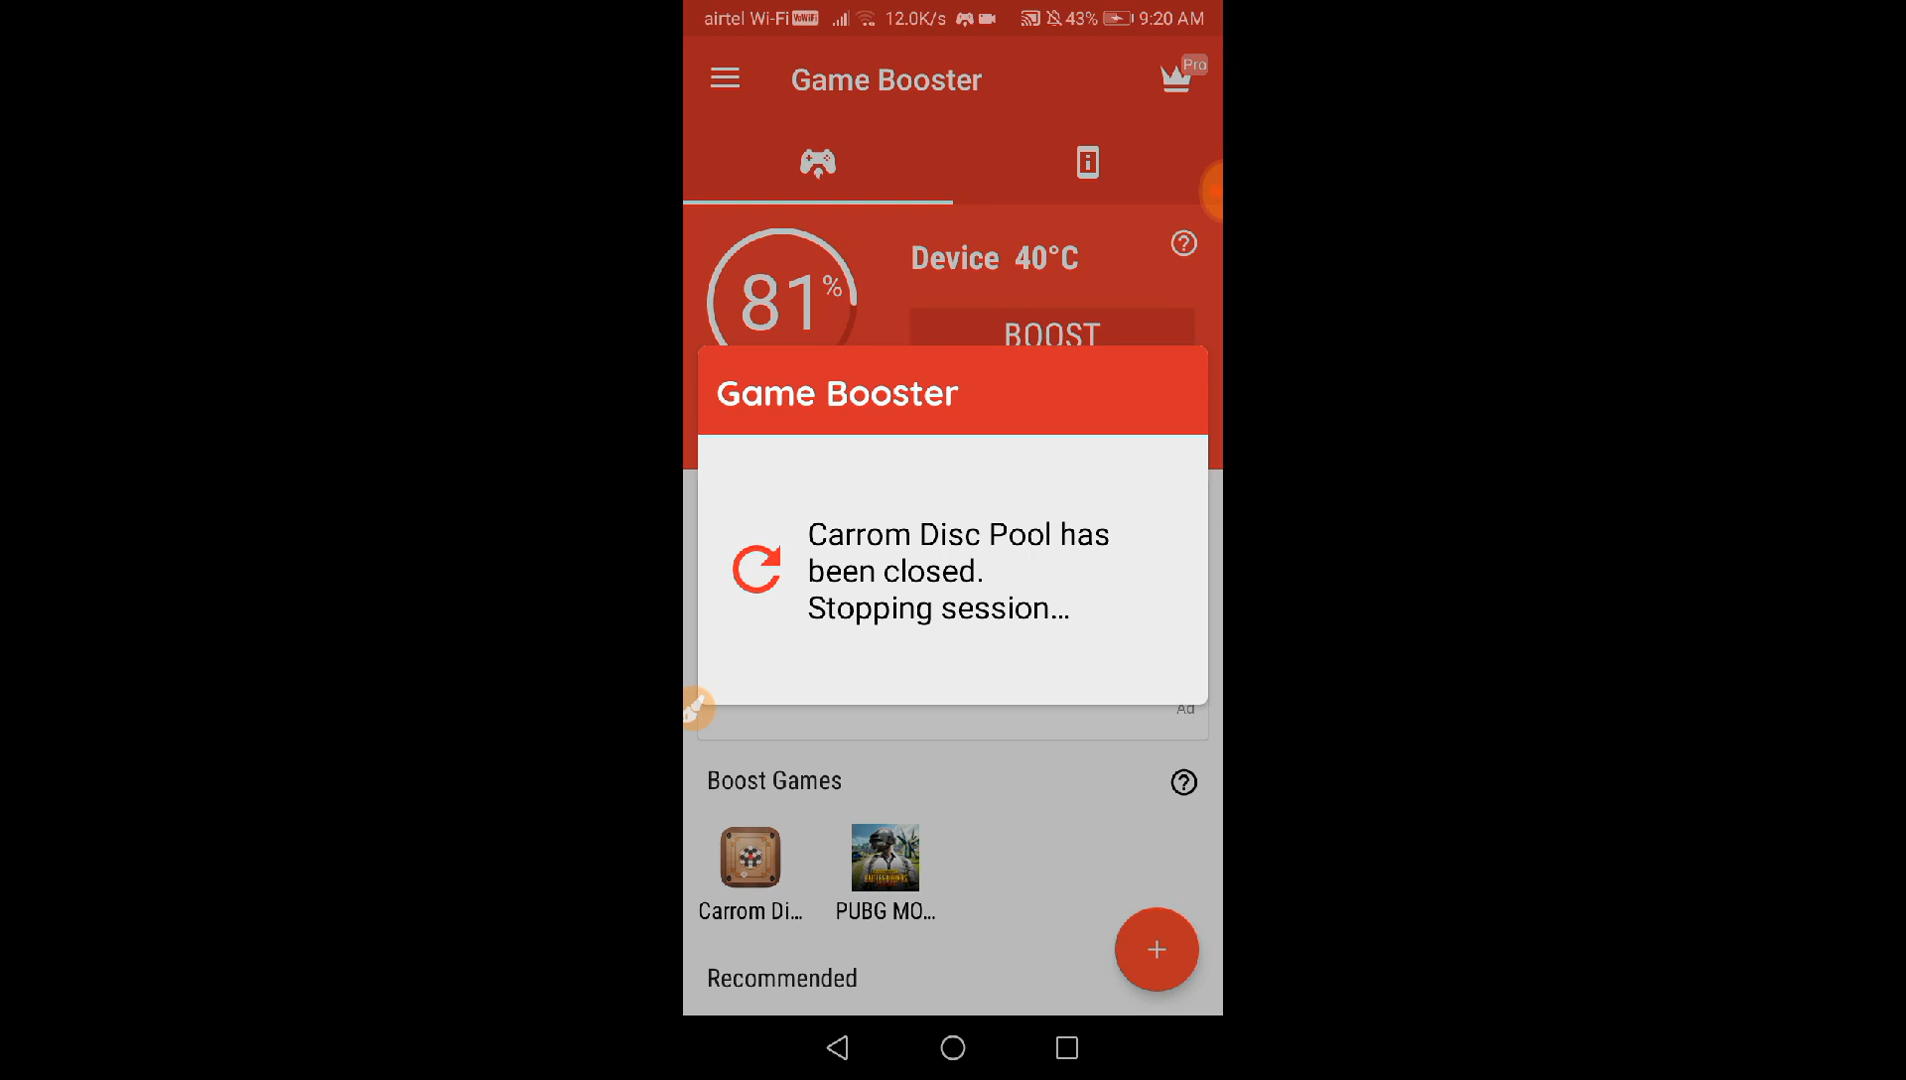 airtel Wi-Fi VoWiFi 12.0K/s 43% 9:20 AM
Game Booster Pro
81% Device 40°C
BOOST
Game Booster
Carrom Disc Pool has
been closed.
Stopping session...
Ad
Boost Games
Carrom Di... PUBG MO...
Recommended